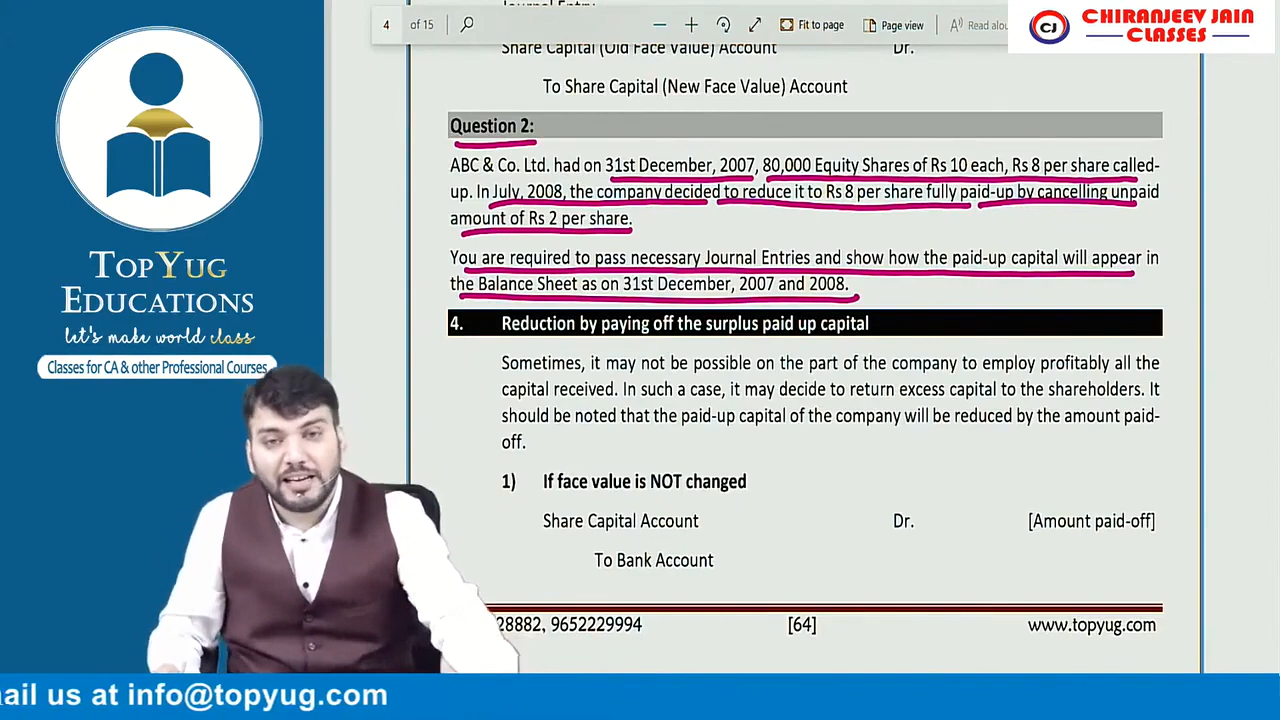 Journal Entry
4 of 15
Fit to page
Page view
Read alou
CHIRANJEEV JAIN
CLASSES
CJ
Share Capital (Old Face Value) Account Dr.
To Share Capital (New Face Value) Account
Question 2:
ABC & Co. Ltd. had on 31st December, 2007, 80,000 Equity Shares of Rs 10 each, Rs 8 per share called-
up. In July, 2008, the company decided to reduce it to Rs 8 per share fully paid-up by cancelling unpaid
amount of Rs 2 per share.
You are required to pass necessary Journal Entries and show how the paid-up capital will appear in
the Balance Sheet as on 31st December, 2007 and 2008.
4. Reduction by paying off the surplus paid up capital
Sometimes, it may not be possible on the part of the company to employ profitably all the
capital received. In such a case, it may decide to return excess capital to the shareholders. It
should be noted that the paid-up capital of the company will be reduced by the amount paid-
off.
1) If face value is NOT changed
Share Capital Account Dr. [Amount paid-off]
To Bank Account
28882, 9652229994 [64] www.topyug.com
TOPYUG
EDUCATIONS
let's make world class
Classes for CA & other Professional Courses
ail us at info@topyug.com